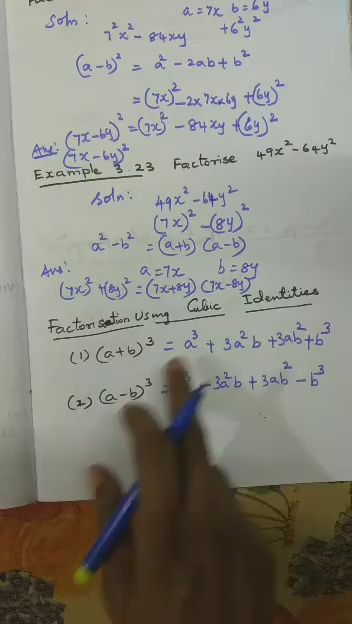 Soln: a = 7x b = 6y
7²x² - 84xy + 6²y²
(a-b)² = a² - 2ab + b²
= (7x)² - 2x 7x x 6y + (6y)²
Ans: (7x-6y)² = (7x)² - 84xy + (6y)²
(7x-6y)²
Example 3.23 Factorise 49x² - 64y²
Soln: 49x² - 64y²
(7x)² - (8y)²
a² - b² = (a+b) (a-b)
Ans: a = 7x b = 8y
(7x)² + (8y)² = (7x+8y) (7x-8y)
Factorisation Using Cubic Identities
(1) (a+b)³ = a³ + 3a²b + 3ab² + b³
(2) (a-b)³ = ³ - 3a²b + 3ab² - b³